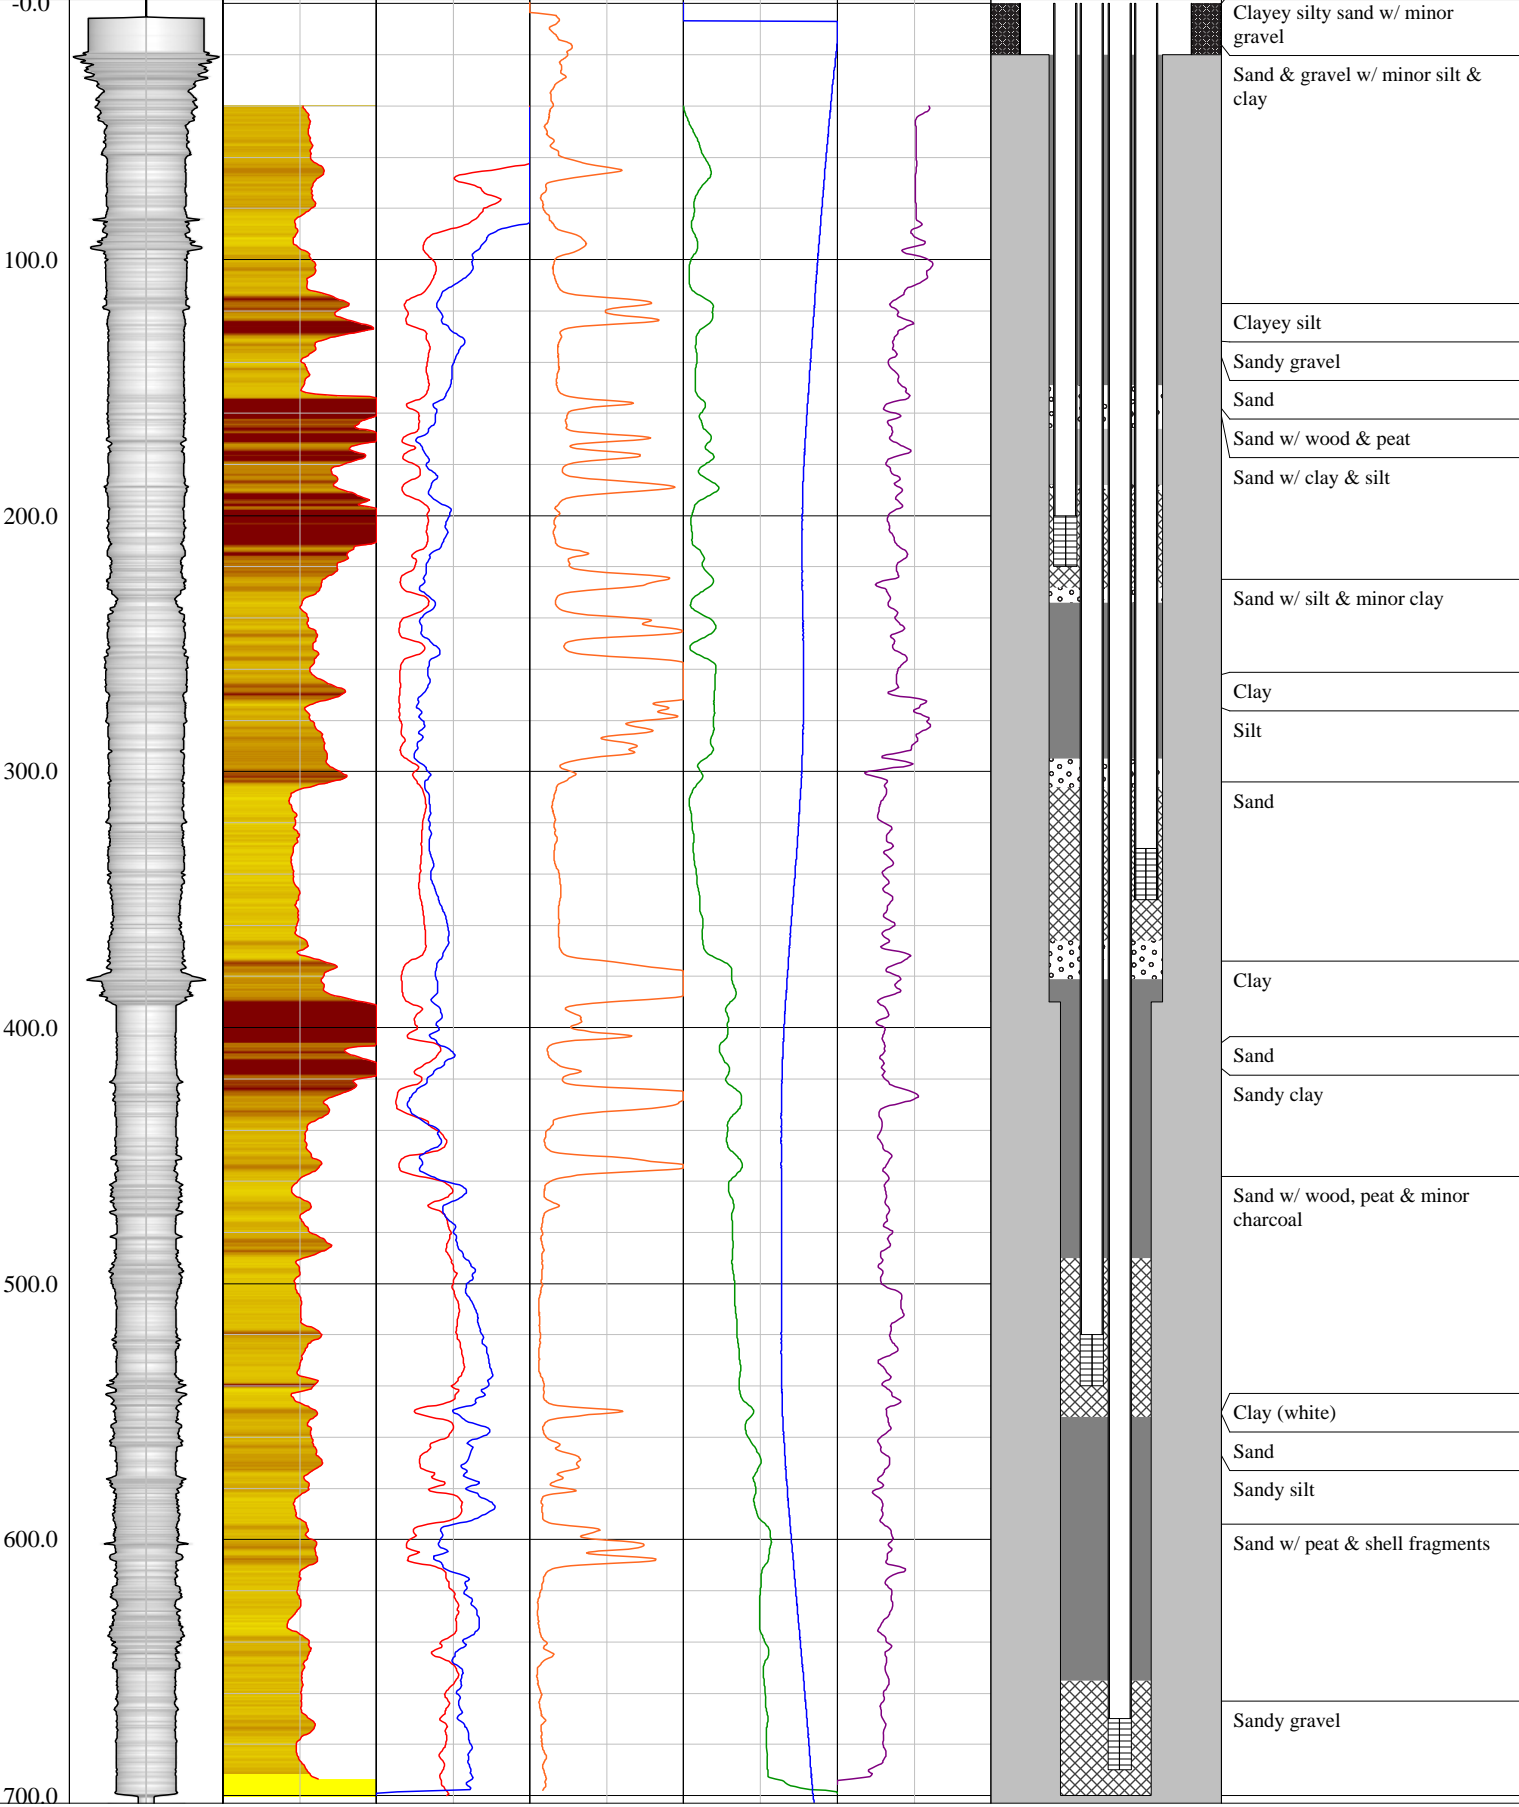 -0.0
100.0
200.0
300.0
400.0
500.0
600.0
700.0
Clayey silty sand w/ minor
gravel
Sand & gravel w/ minor silt &
clay
Clayey silt
Sandy gravel
Sand
Sand w/ wood & peat
Sand w/ clay & silt
Sand w/ silt & minor clay
Clay
Silt
Sand
Clay
Sand
Sandy clay
Sand w/ wood, peat & minor
charcoal
Clay (white)
Sand
Sandy silt
Sand w/ peat & shell fragments
Sandy gravel